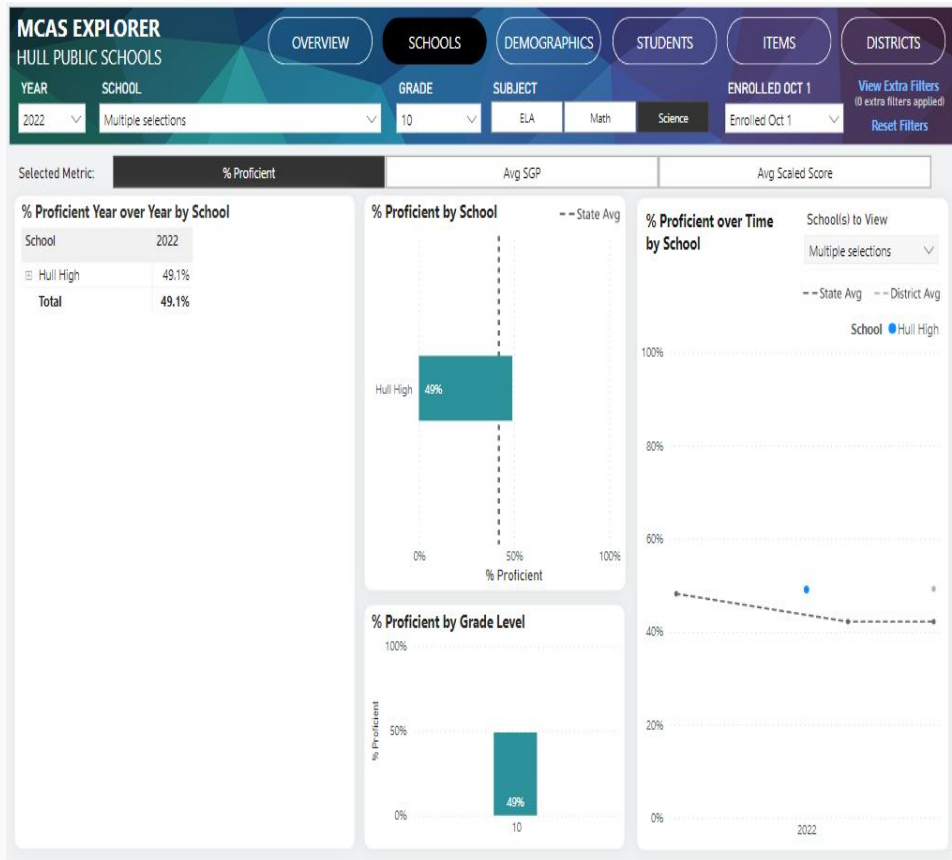 MCAS EXPLORER
HULL PUBLIC SCHOOLS
OVERVIEW
SCHOOLS
DEMOGRAPHICS
STUDENTS
ITEMS
DISTRICTS
YEAR
SCHOOL
GRADE
SUBJECT
ENROLLED OCT 1
View Extra Filters
(0 extra filters applied)
Reset Filters
2022
Multiple selections
10
ELA
Math
Science
Enrolled Oct 1
Selected Metric:
% Proficient
Avg SGP
Avg Scaled Score
% Proficient Year over Year by School
School 2022
Hull High 49.1%
Total 49.1%
% Proficient by School
State Avg
Hull High
49%
0% 50% 100%
% Proficient
% Proficient by Grade Level
100%
50%
0%
% Proficient
49%
10
% Proficient over Time
by School
School(s) to View
Multiple selections
State Avg
District Avg
School Hull High
100%
80%
60%
40%
20%
0%
2022